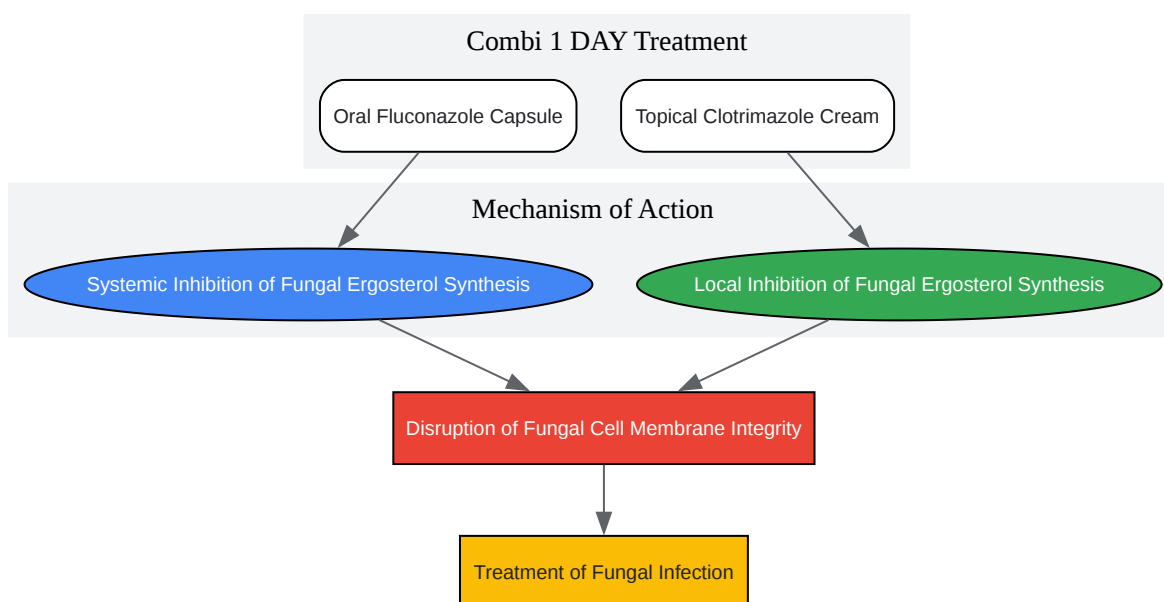 Combi 1 DAY Treatment
Oral Fluconazole Capsule
Topical Clotrimazole Cream
Mechanism of Action
Systemic Inhibition of Fungal Ergosterol Synthesis
Local Inhibition of Fungal Ergosterol Synthesis
Disruption of Fungal Cell Membrane Integrity
Treatment of Fungal Infection